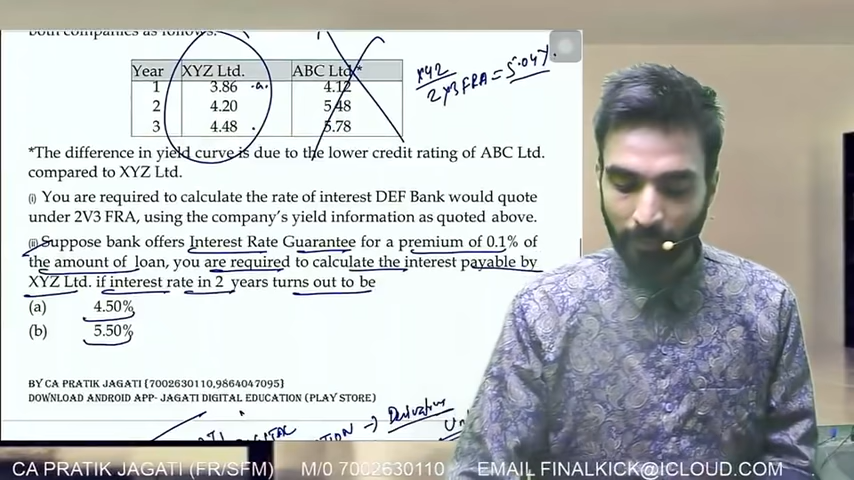 both companies as follows:
Year XYZ Ltd. ABC Ltd.*
1 3.86 4.12
2 4.20 5.48
3 4.48 5.78
XYZ
2x3 FRA = 5.04%.
*The difference in yield curve is due to the lower credit rating of ABC Ltd.
compared to XYZ Ltd.
(i) You are required to calculate the rate of interest DEF Bank would quote
under 2V3 FRA, using the company's yield information as quoted above.
(ii) Suppose bank offers Interest Rate Guarantee for a premium of 0.1% of
the amount of loan, you are required to calculate the interest payable by
XYZ Ltd. if interest rate in 2 years turns out to be
(a) 4.50%
(b) 5.50%
BY CA PRATIK JAGATI {7002630110,9864047095}
DOWNLOAD ANDROID APP- JAGATI DIGITAL EDUCATION (PLAY STORE)
Derivative
CA PRATIK JAGATI (FR/SFM) M/0 7002630110 EMAIL FINALKICK@ICLOUD.COM